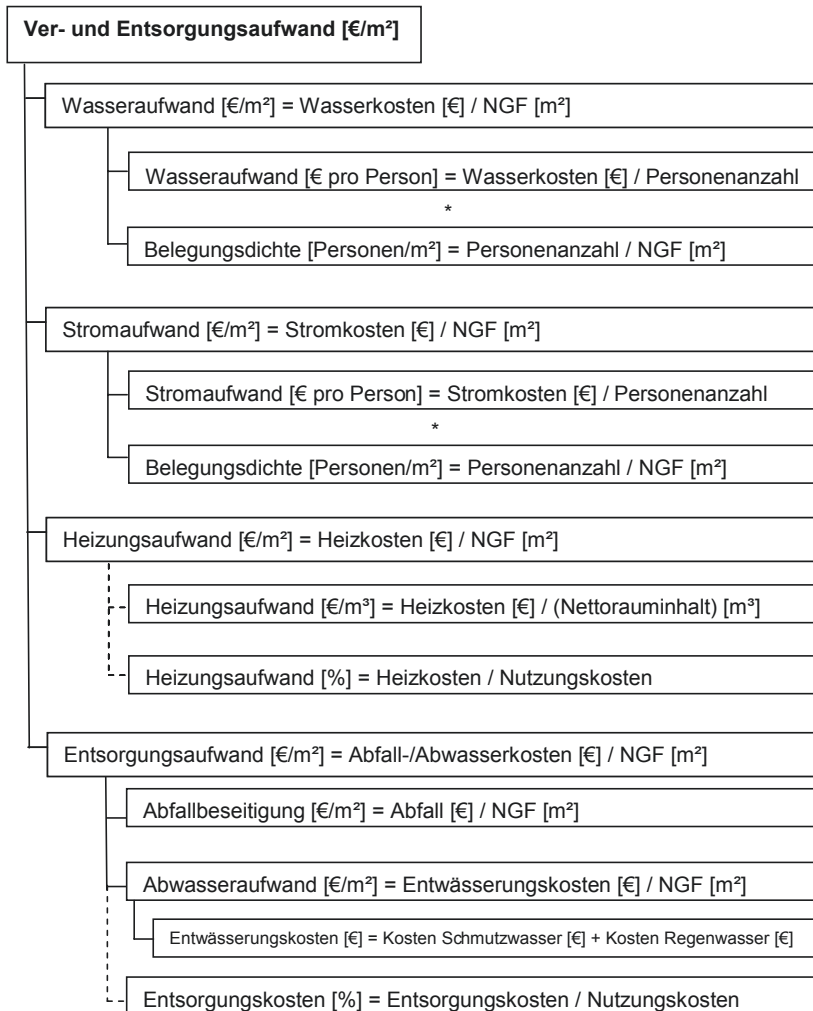 Ver- und Entsorgungsaufwand [€/m²]
Wasseraufwand [€/m²] = Wasserkosten [€] / NGF [m²]
Wasseraufwand [€ pro Person] = Wasserkosten [€] / Personenanzahl
*
Belegungsdichte [Personen/m²] = Personenanzahl / NGF [m²]
Stromaufwand [€/m²] = Stromkosten [€] / NGF [m²]
Stromaufwand [€ pro Person] = Stromkosten [€] / Personenanzahl
*
Belegungsdichte [Personen/m²] = Personenanzahl / NGF [m²]
Heizungsaufwand [€/m²] = Heizkosten [€] / NGF [m²]
Heizungsaufwand [€/m³] = Heizkosten [€] / (Nettorauminhalt) [m³]
Heizungsaufwand [%] = Heizkosten / Nutzungskosten
Entsorgungsaufwand [€/m²] = Abfall-/Abwasserkosten [€] / NGF [m²]
Abfallbeseitigung [€/m²] = Abfall [€] / NGF [m²]
Abwasseraufwand [€/m²] = Entwässerungskosten [€] / NGF [m²]
Entwässerungskosten [€] = Kosten Schmutzwasser [€] + Kosten Regenwasser [€]
Entsorgungskosten [%] = Entsorgungskosten / Nutzungskosten